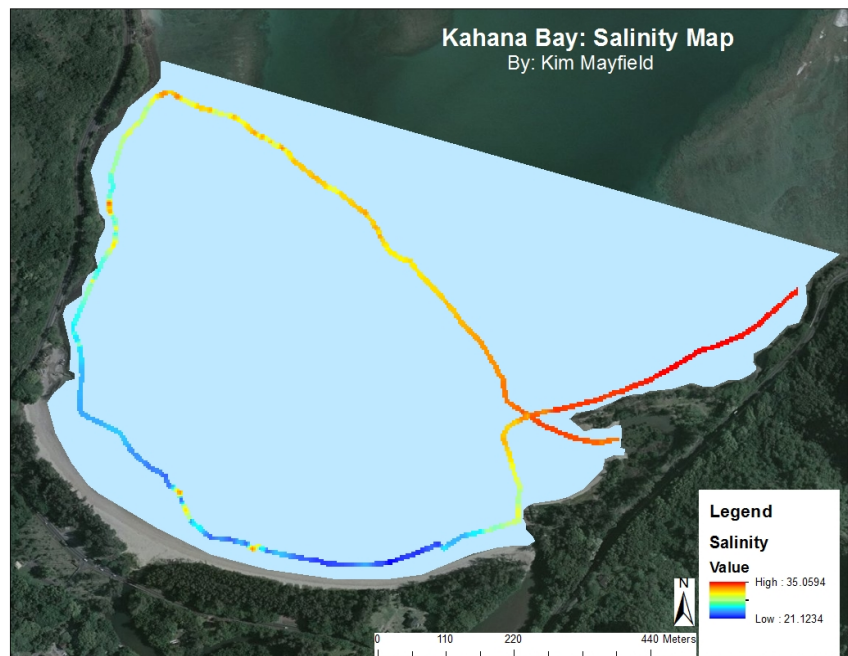 Kahana Bay: Salinity Map
By: Kim Mayfield
Legend
Salinity
Value
High : 35.0594
Low : 21.1234
N
0 110 220 440 Meters